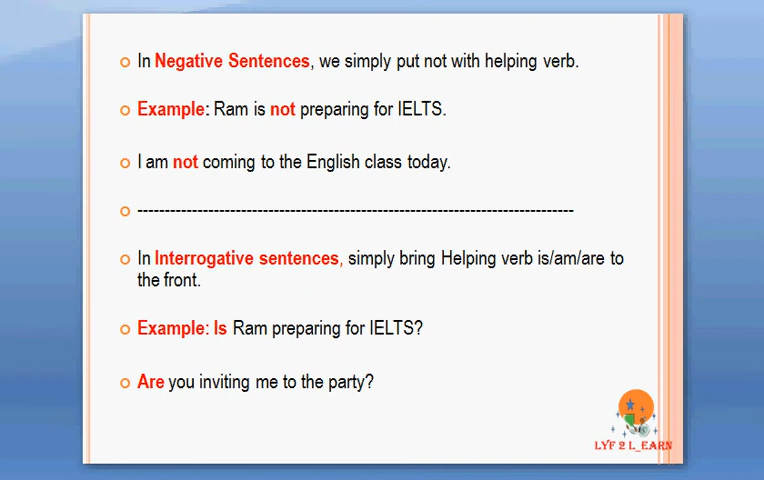 In Negative Sentences, we simply put not with helping verb.
Example: Ram is not preparing for IELTS.
I am not coming to the English class today.
--------------------------------------------------------------------------------
In Interrogative sentences, simply bring Helping verb is/am/are to
the front.
Example: Is Ram preparing for IELTS?
Are you inviting me to the party?
LYF 2 L_EARN